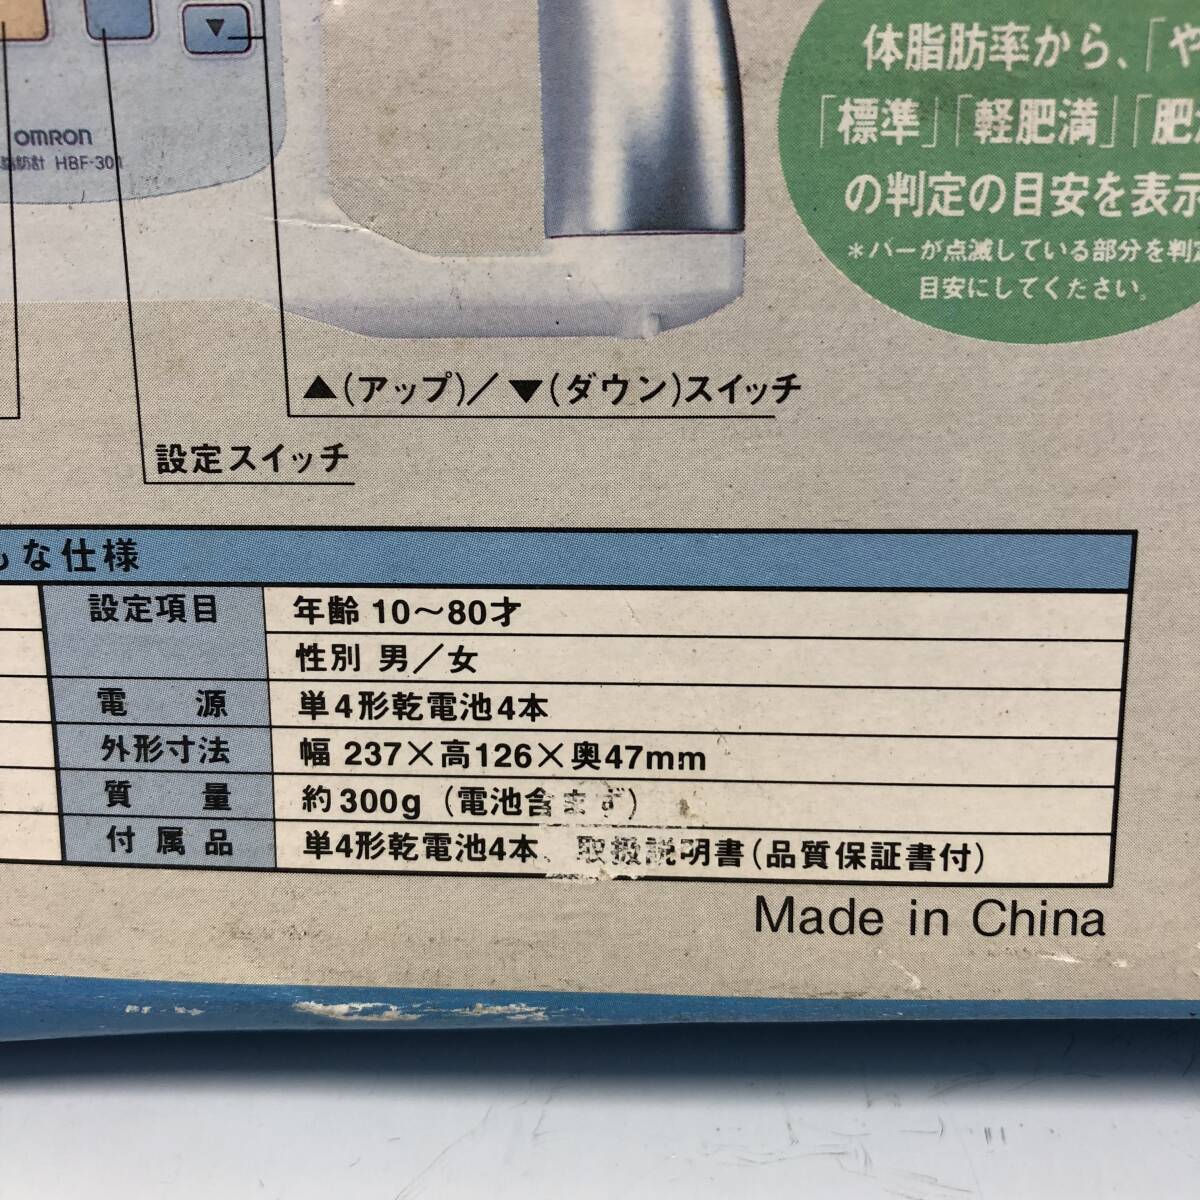 ▼
OMRON
脂肪計 HBF-301
体脂肪率から、「や
「標準」「軽肥満」「肥
の判定の目安を表示
＊バーが点滅している部分を判定
目安にしてください。
▲(アップ)／▼(ダウン)スイッチ
設定スイッチ
な仕様
設定項目 年齢 10〜80才
性別 男／女
電 源 単4形乾電池4本
外形寸法 幅 237×高126×奥47mm
質 量 約300g (電池含まず)
付属品 単4形乾電池4本、取扱説明書(品質保証書付)
Made in China